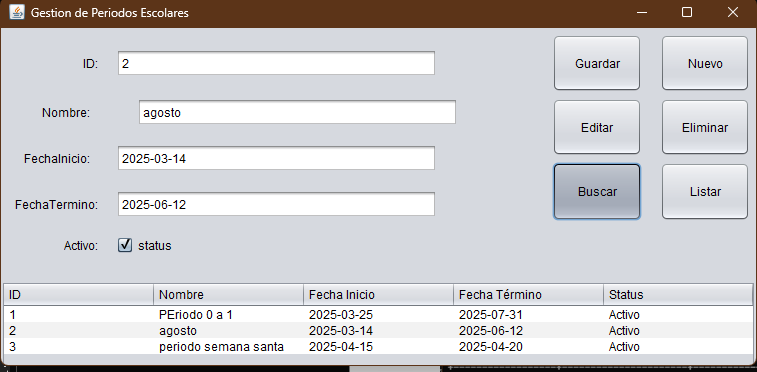 Gestion de Periodos Escolares
ID: 2 Guardar Nuevo
Nombre: agosto Editar Eliminar
FechaInicio: 2025-03-14
FechaTermino: 2025-06-12 Buscar Listar
Activo: status
ID Nombre Fecha Inicio Fecha Término Status
1 PEriodo 0 a 1 2025-03-25 2025-07-31 Activo
2 agosto 2025-03-14 2025-06-12 Activo
3 periodo semana santa 2025-04-15 2025-04-20 Activo